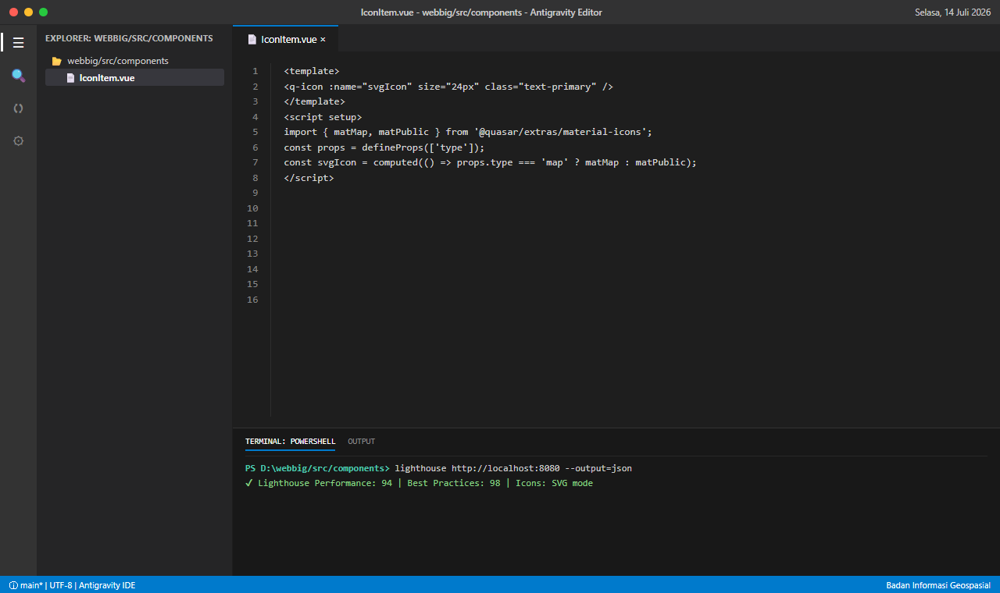 IconItem.vue - webbig/src/components - Antigravity Editor
Selasa, 14 Juli 2026
EXPLORER: WEBBIG/SRC/COMPONENTS
webbig/src/components
IconItem.vue
IconItem.vue ×
1 <template>
2 <q-icon :name="svgIcon" size="24px" class="text-primary" />
3 </template>
4 <script setup>
5 import { matMap, matPublic } from '@quasar/extras/material-icons';
6 const props = defineProps(['type']);
7 const svgIcon = computed(() => props.type === 'map' ? matMap : matPublic);
8 </script>
9
10
11
12
13
14
15
16
TERMINAL: POWERSHELL OUTPUT
PS D:\webbig/src/components> lighthouse http://localhost:8080 --output=json
✓ Lighthouse Performance: 94 | Best Practices: 98 | Icons: SVG mode
ⓘ main* | UTF-8 | Antigravity IDE
Badan Informasi Geospasial